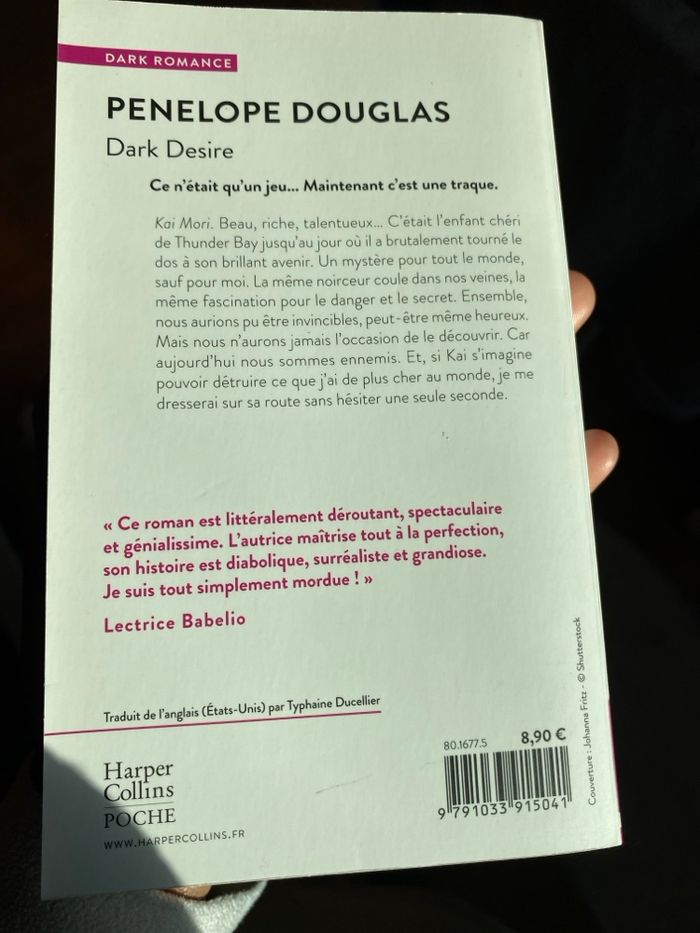 DARK ROMANCE
PENELOPE DOUGLAS
Dark Desire
Ce n'était qu'un jeu... Maintenant c'est une traque.
Kai Mori. Beau, riche, talentueux... C'était l'enfant chéri
de Thunder Bay jusqu'au jour où il a brutalement tourné le
dos à son brillant avenir. Un mystère pour tout le monde,
sauf pour moi. La même noirceur coule dans nos veines, la
même fascination pour le danger et le secret. Ensemble,
nous aurions pu être invincibles, peut-être même heureux.
Mais nous n'aurons jamais l'occasion de le découvrir. Car
aujourd'hui nous sommes ennemis. Et, si Kai s'imagine
pouvoir détruire ce que j'ai de plus cher au monde, je me
dresserai sur sa route sans hésiter une seule seconde.
« Ce roman est littéralement déroutant, spectaculaire
et génialissime. L'autrice maîtrise tout à la perfection,
son histoire est diabolique, surréaliste et grandiose.
Je suis tout simplement mordue ! »
Lectrice Babelio
Traduit de l'anglais (États-Unis) par Typhaine Ducellier
Harper
Collins
POCHE
WWW.HARPERCOLLINS.FR
80.1677.5
8,90 €
9 791033 915041
Couverture : Johanna Fritz - © Shutterstock